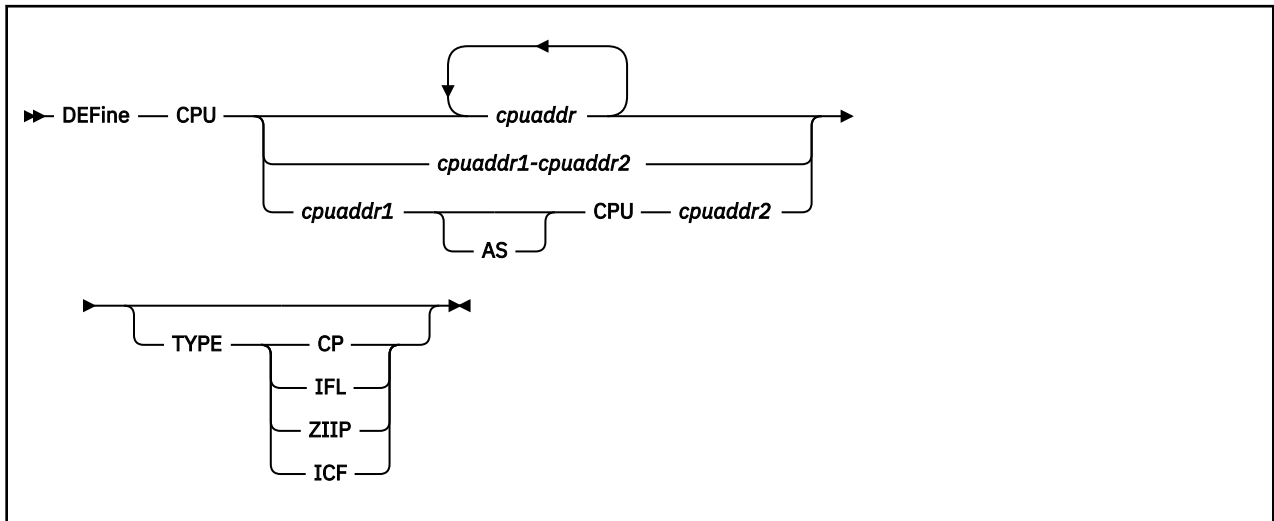 DEFine CPU cpuaddr
cpuaddr1-cpuaddr2
cpuaddr1 CPU cpuaddr2
AS
TYPE CP
IFL
ZIIP
ICF